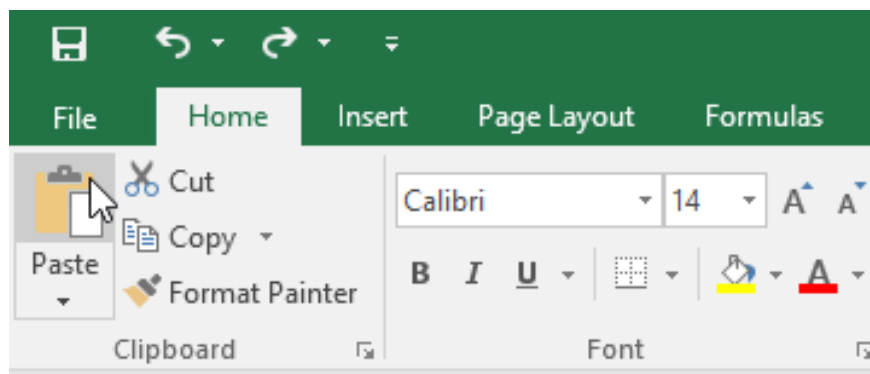 File Home Insert Page Layout Formulas
Cut
Calibri 14 A A
Copy
Paste
B I U A
Format Painter
Clipboard Font